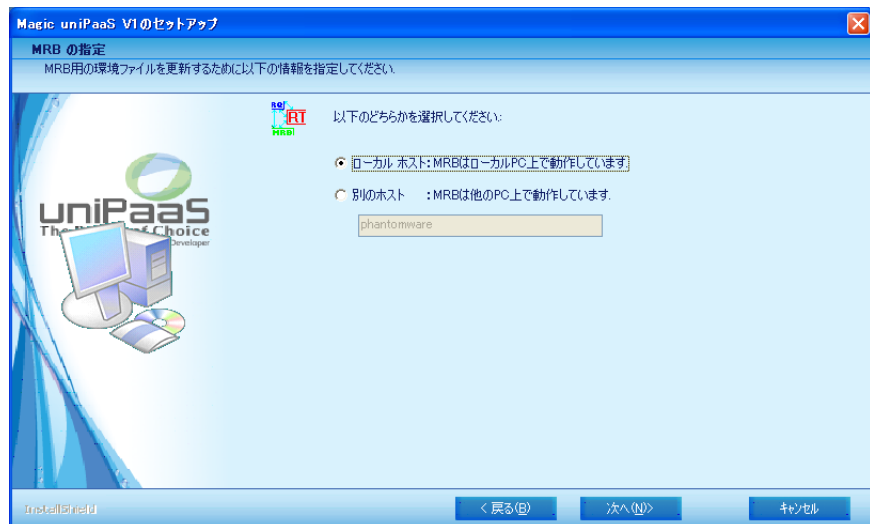 Magic uniPaaS V1のセットアップ
MRB の指定
MRB用の環境ファイルを更新するために以下の情報を指定してください.
RQ
RT
MRB
以下のどちらかを選択してください:
ローカル ホスト:MRBはローカルPC上で動作しています.
別のホスト :MRBは他のPC上で動作しています.
phantomware
uniPaaS
The of Choice
Developer
InstallShield
< 戻る(B)
次へ(N)>
キャンセル